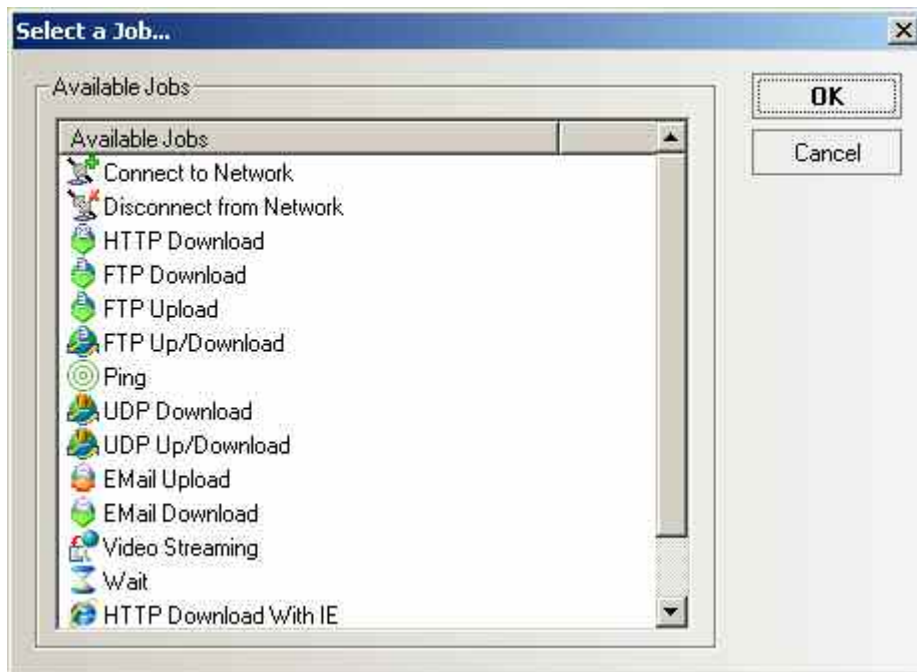 Select a Job...
Available Jobs
OK
Cancel
Available Jobs
Connect to Network
Disconnect from Network
HTTP Download
FTP Download
FTP Upload
FTP Up/Download
Ping
UDP Download
UDP Up/Download
EMail Upload
EMail Download
Video Streaming
Wait
HTTP Download With IE